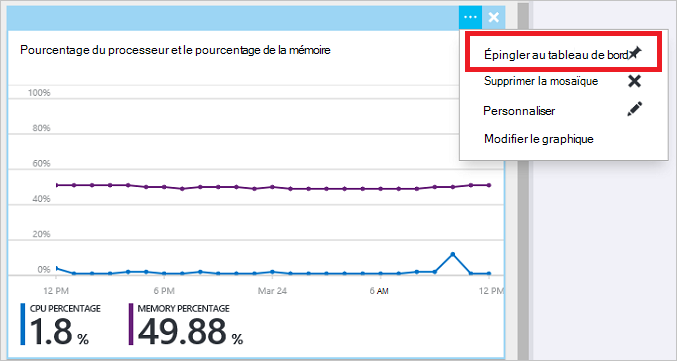 ...
Pourcentage du processeur et le pourcentage de la mémoire
Épingler au tableau de bord
Supprimer la mosaïque
Personnaliser
Modifier le graphique
100%
80%
60%
40%
20%
0%
12 PM 6 PM Mar 24 6 AM 12 PM
CPU PERCENTAGE MEMORY PERCENTAGE
1.8 % 49.88 %